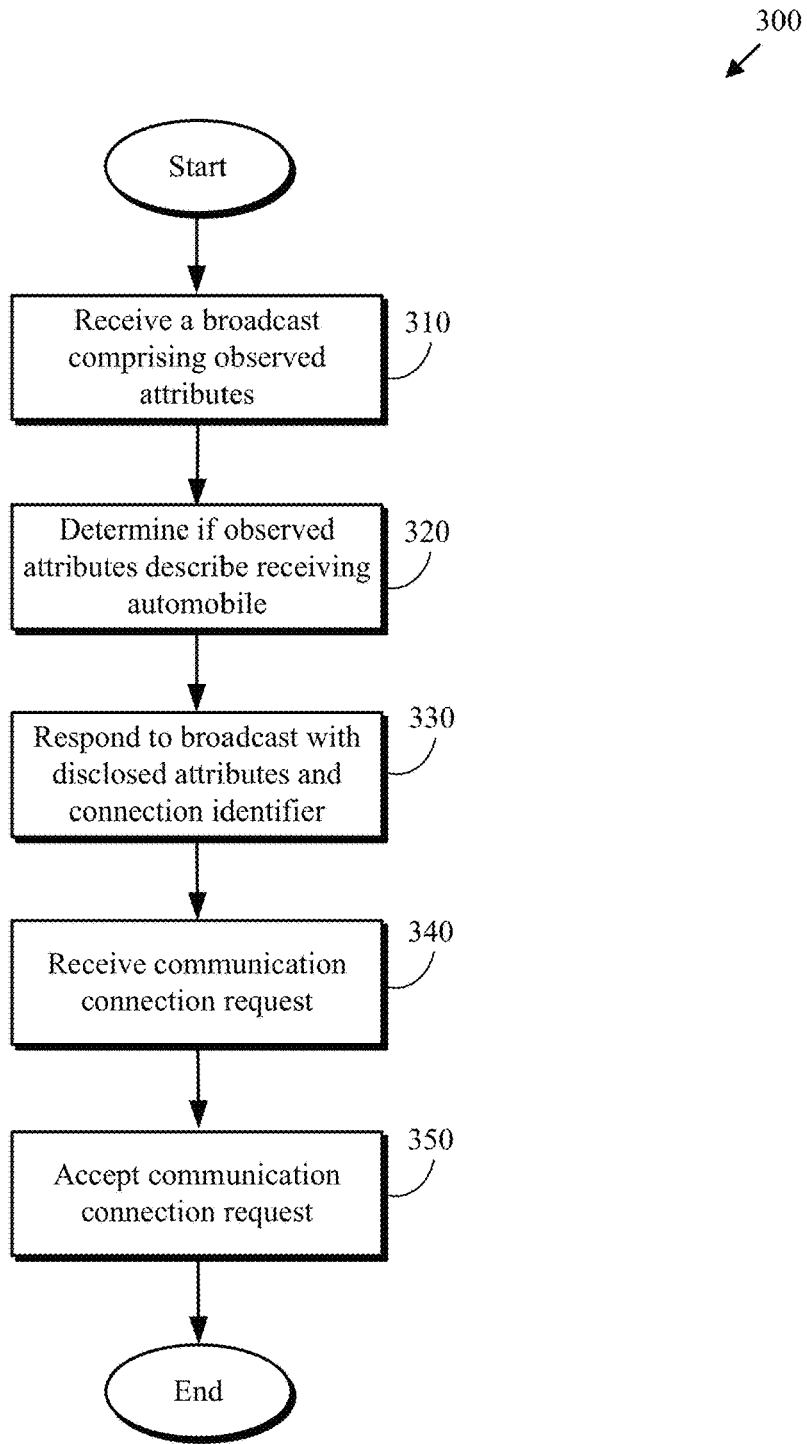 300
Start
Receive a broadcast
comprising observed
attributes
310
Determine if observed
attributes describe receiving
automobile
320
Respond to broadcast with
disclosed attributes and
connection identifier
330
Receive communication
connection request
340
Accept communication
connection request
350
End